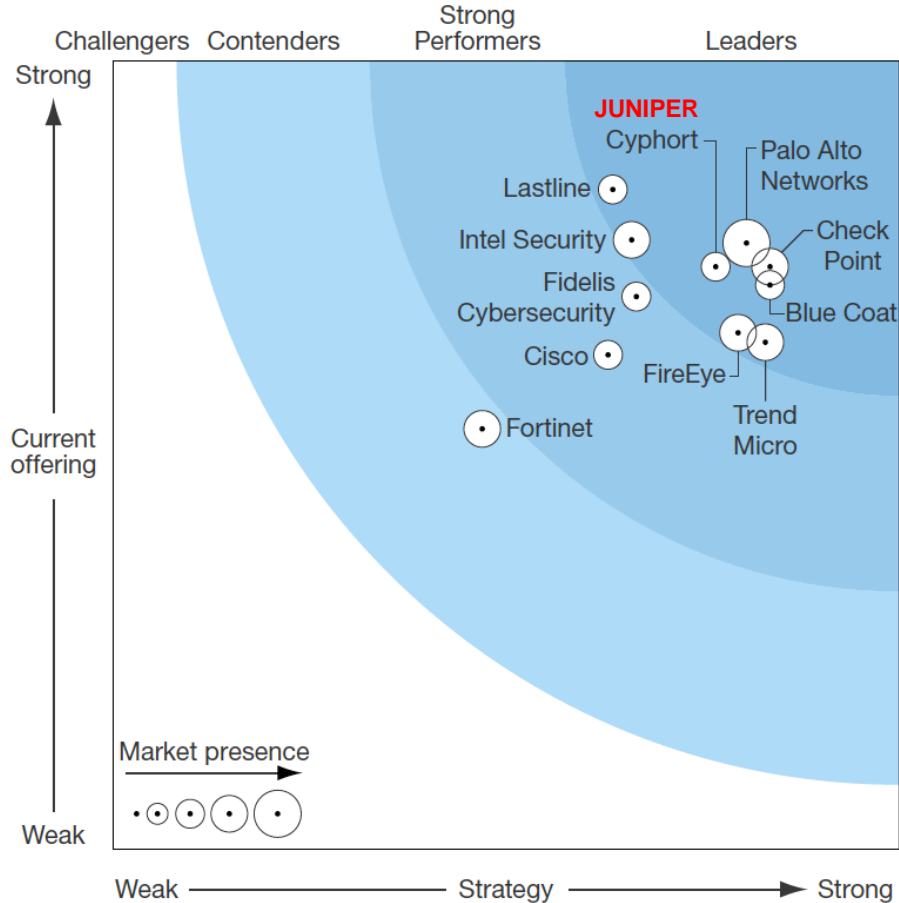 Strong
Challengers Contenders Performers Leaders
Strong
JUNIPER
Cyphort
Palo Alto
Networks
Lastline
Intel Security
Check
Point
Fidelis
Cybersecurity
Blue Coat
Cisco
FireEye
Trend
Micro
Fortinet
Current
offering
Market presence
Weak
Weak Strategy Strong